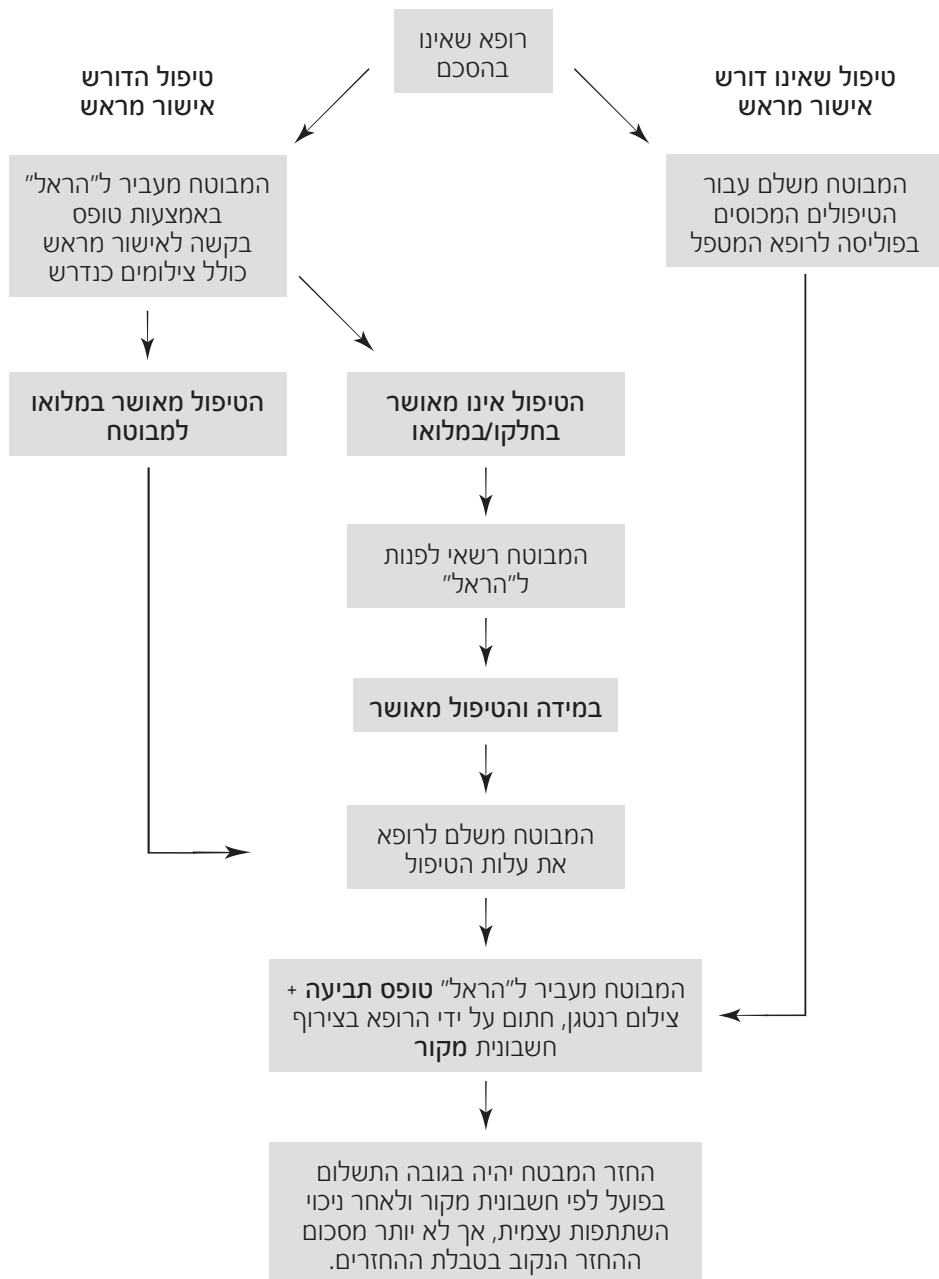 רופא שאינו
בהסכם
טיפול שאינו דורש
אישור מראש
טיפול הדורש
אישור מראש
המבוטח משלם עבור
הטיפולים המכוסים
בפוליסה לרופא המטפל
המבוטח מעביר ל"הראל"
באמצעות טופס
בקשה לאישור מראש
כולל צילומים כנדרש
הטיפול אינו מאושר
בחלקו/במלואו
הטיפול מאושר במלואו
למבוטח
המבוטח רשאי לפנות
ל"הראל"
במידה והטיפול מאושר
המבוטח משלם לרופא
את עלות הטיפול
המבוטח מעביר ל"הראל" טופס תביעה +
צילום רנטגן, חתום על ידי הרופא בצירוף
חשבונית מקור
החזר המבטח יהיה בגובה התשלום
בפועל לפי חשבונית מקור ולאחר ניכוי
השתתפות עצמית, אך לא יותר מסכום
ההחזר הנקוב בטבלת ההחזרים.